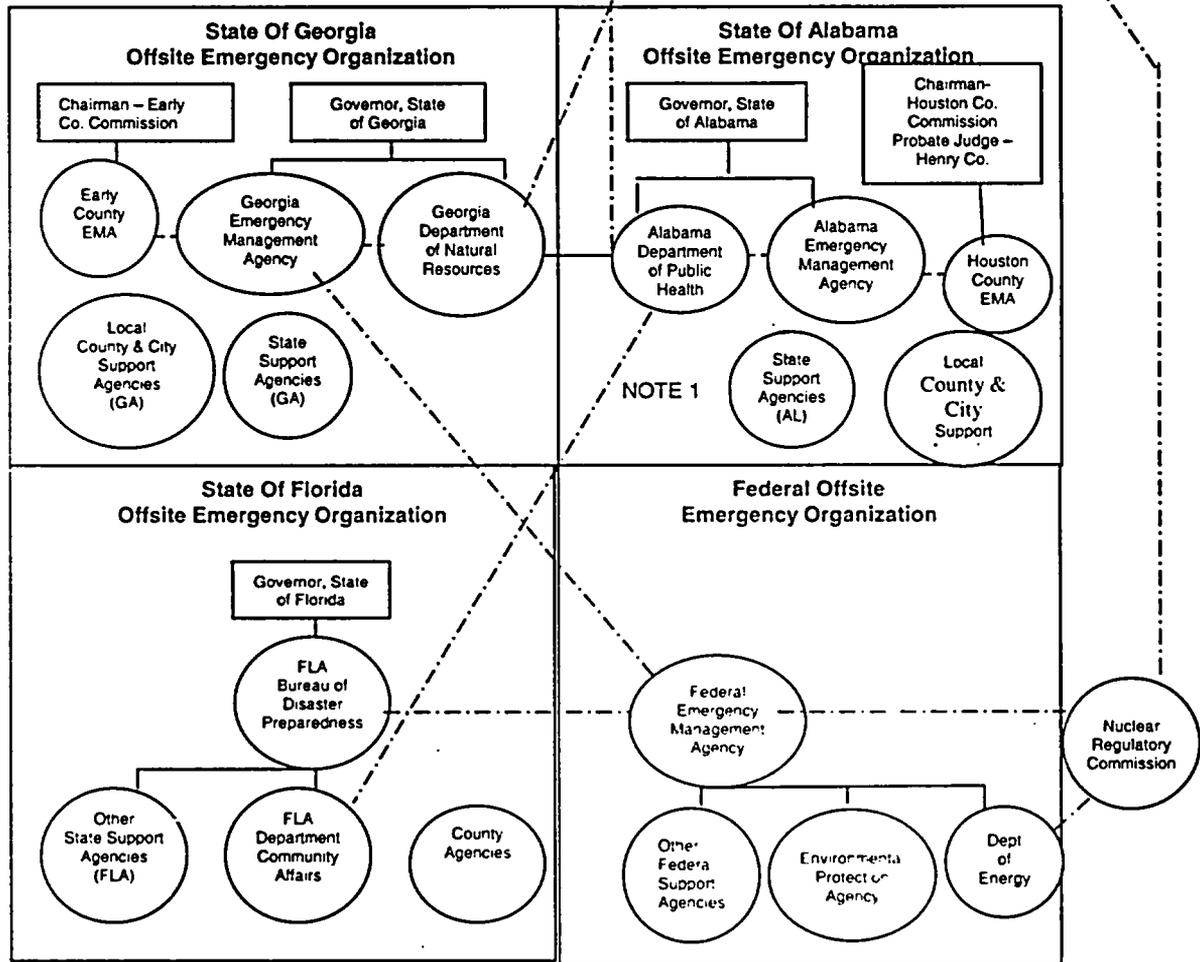 State Of Georgia
Offsite Emergency Organization
Chairman – Early
Co. Commission
Governor, State
of Georgia
Early
County
EMA
Georgia
Emergency
Management
Agency
Georgia
Department
of Natural
Resources
Local
County & City
Support
Agencies
(GA)
State
Support
Agencies
(GA)
State Of Alabama
Offsite Emergency Organization
Governor, State
of Alabama
Chairman-
Houston Co.
Commission
Probate Judge –
Henry Co.
Alabama
Department
of Public
Health
Alabama
Emergency
Management
Agency
Houston
County
EMA
NOTE 1
State
Support
Agencies
(AL)
Local
County &
City
Support
State Of Florida
Offsite Emergency Organization
Governor, State
of Florida
FLA
Bureau of
Disaster
Preparedness
Other
State Support
Agencies
(FLA)
FLA
Department
Community
Affairs
County
Agencies
Federal Offsite
Emergency Organization
Federal
Emergency
Management
Agency
Nuclear
Regulatory
Commission
Other
Federal
Support
Agencies
Environmental
Protection
Agency
Dept
of
Energy